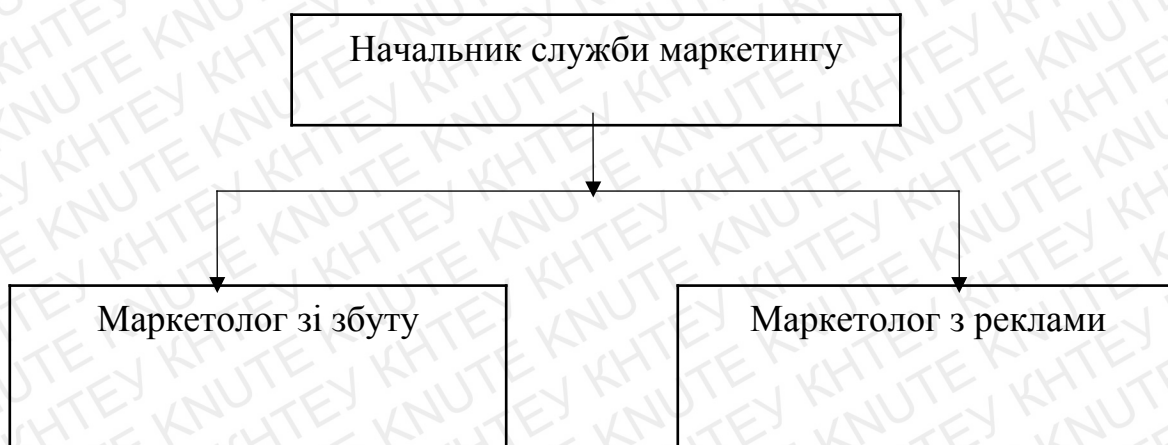 Начальник служби маркетингу
Маркетолог зі збуту
Маркетолог з реклами